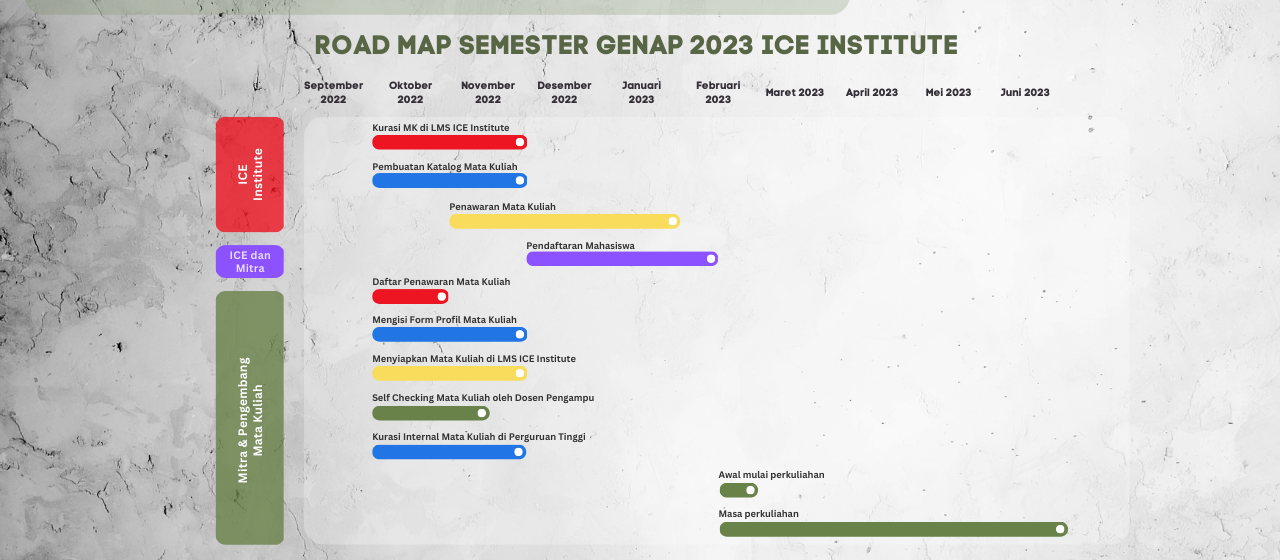 ROAD MAP SEMESTER GENAP 2023 ICE INSTITUTE
September 2022
Oktober 2022
November 2022
Desember 2022
Januari 2023
Februari 2023
Maret 2023
April 2023
Mei 2023
Juni 2023
ICE
Institute
Kurasi MK di LMS ICE Institute
Pembuatan Katalog Mata Kuliah
Penawaran Mata Kuliah
ICE dan
Mitra
Pendaftaran Mahasiswa
Mitra & Pengembang
Mata Kuliah
Daftar Penawaran Mata Kuliah
Mengisi Form Profil Mata Kuliah
Menyiapkan Mata Kuliah di LMS ICE Institute
Self Checking Mata Kuliah oleh Dosen Pengampu
Kurasi Internal Mata Kuliah di Perguruan Tinggi
Awal mulai perkuliahan
Masa perkuliahan